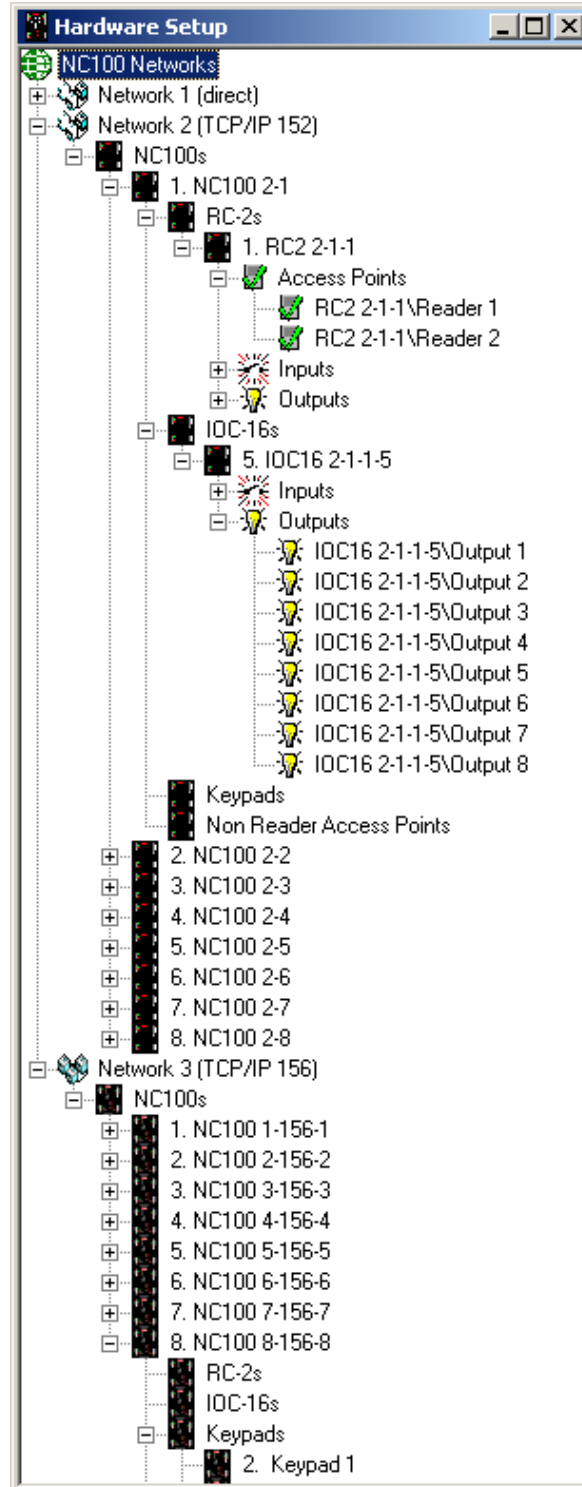 Hardware Setup
NC100 Networks
Network 1 (direct)
Network 2 (TCP/IP 152)
NC100s
1. NC100 2-1
RC-2s
1. RC2 2-1-1
Access Points
RC2 2-1-1\Reader 1
RC2 2-1-1\Reader 2
Inputs
Outputs
IOC-16s
5. IOC16 2-1-1-5
Inputs
Outputs
IOC16 2-1-1-5\Output 1
IOC16 2-1-1-5\Output 2
IOC16 2-1-1-5\Output 3
IOC16 2-1-1-5\Output 4
IOC16 2-1-1-5\Output 5
IOC16 2-1-1-5\Output 6
IOC16 2-1-1-5\Output 7
IOC16 2-1-1-5\Output 8
Keypads
Non Reader Access Points
2. NC100 2-2
3. NC100 2-3
4. NC100 2-4
5. NC100 2-5
6. NC100 2-6
7. NC100 2-7
8. NC100 2-8
Network 3 (TCP/IP 156)
NC100s
1. NC100 1-156-1
2. NC100 2-156-2
3. NC100 3-156-3
4. NC100 4-156-4
5. NC100 5-156-5
6. NC100 6-156-6
7. NC100 7-156-7
8. NC100 8-156-8
RC-2s
IOC-16s
Keypads
2. Keypad 1